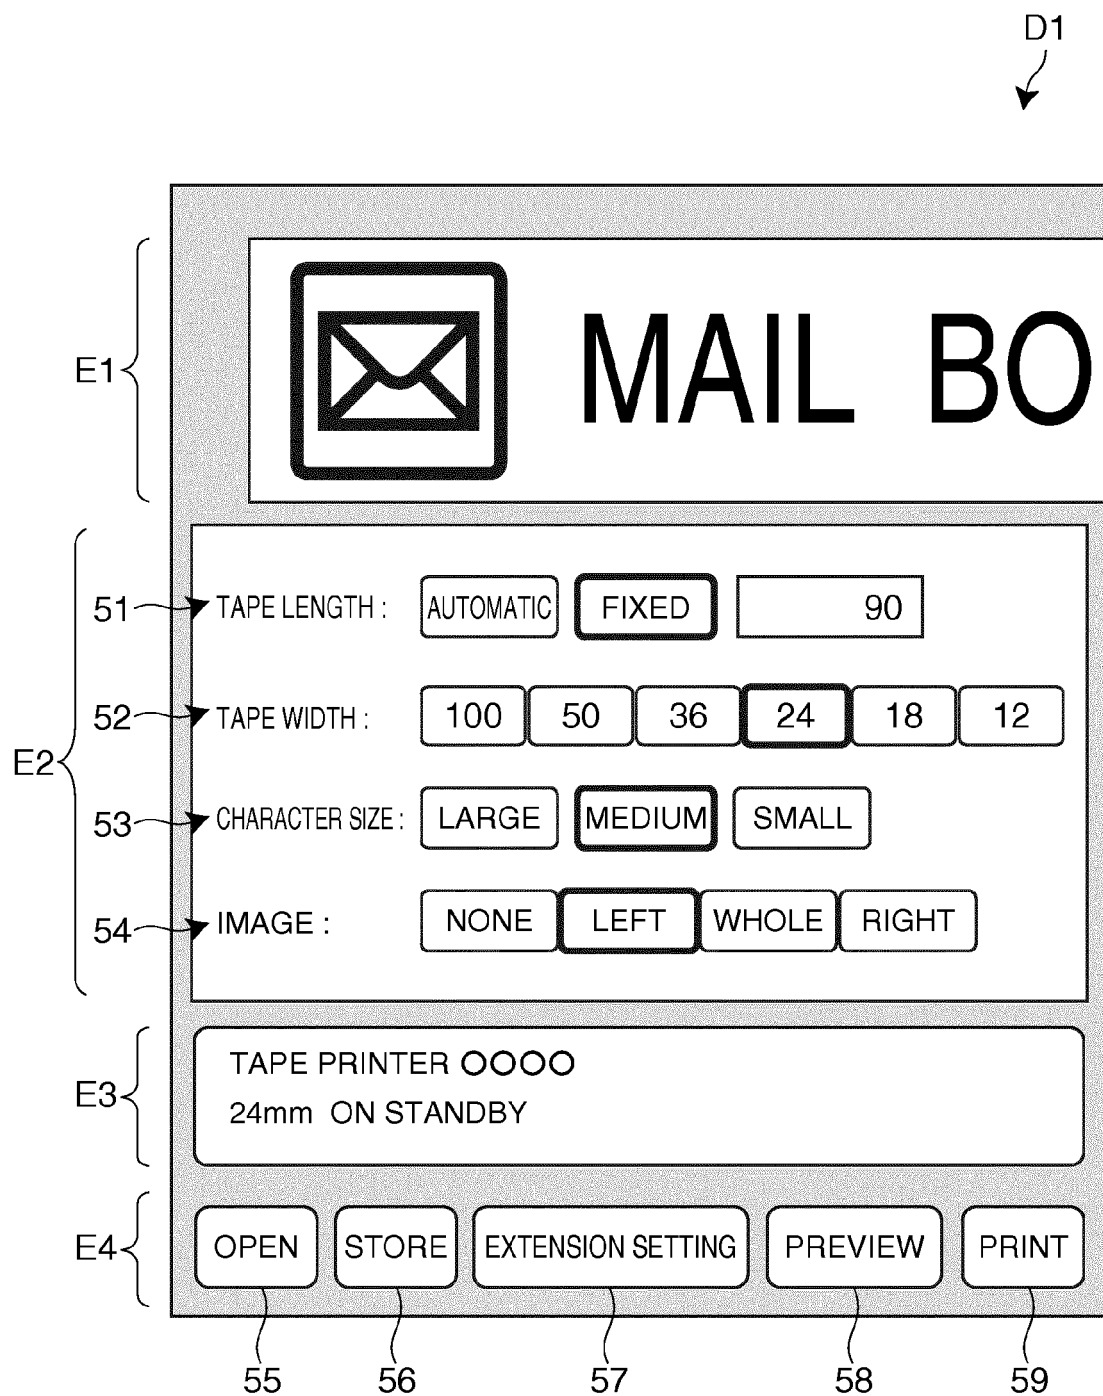 D1
E1
MAIL BO
E2
51 TAPE LENGTH : AUTOMATIC FIXED 90
52 TAPE WIDTH : 100 50 36 24 18 12
53 CHARACTER SIZE : LARGE MEDIUM SMALL
54 IMAGE : NONE LEFT WHOLE RIGHT
E3
TAPE PRINTER ○○○○
24mm ON STANDBY
E4
OPEN STORE EXTENSION SETTING PREVIEW PRINT
55 56 57 58 59